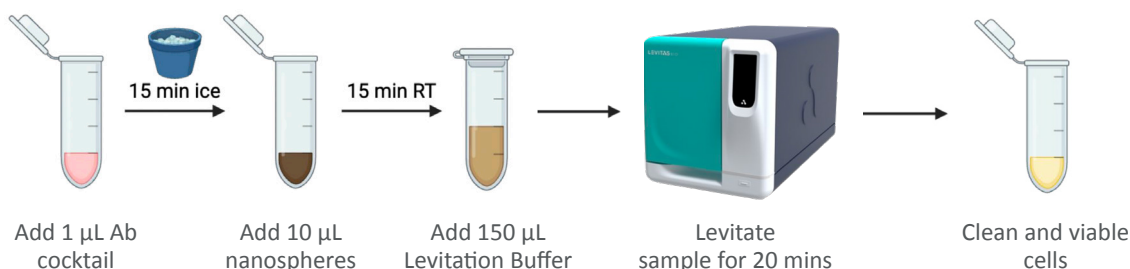 15 min ice
15 min RT
LEVITAS
Add 1 µL Ab
cocktail
Add 10 µL
nanospheres
Add 150 µL
Levitation Buffer
Levitate
sample for 20 mins
Clean and viable
cells